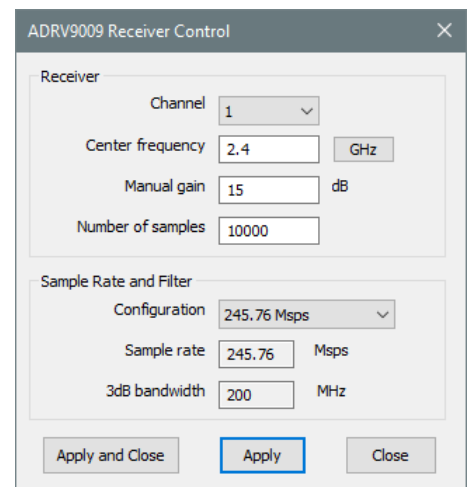 ADRV9009 Receiver Control
Receiver
Channel 1
Center frequency 2.4 GHz
Manual gain 15 dB
Number of samples 10000
Sample Rate and Filter
Configuration 245.76 Msps
Sample rate 245.76 Msps
3dB bandwidth 200 MHz
Apply and Close Apply Close